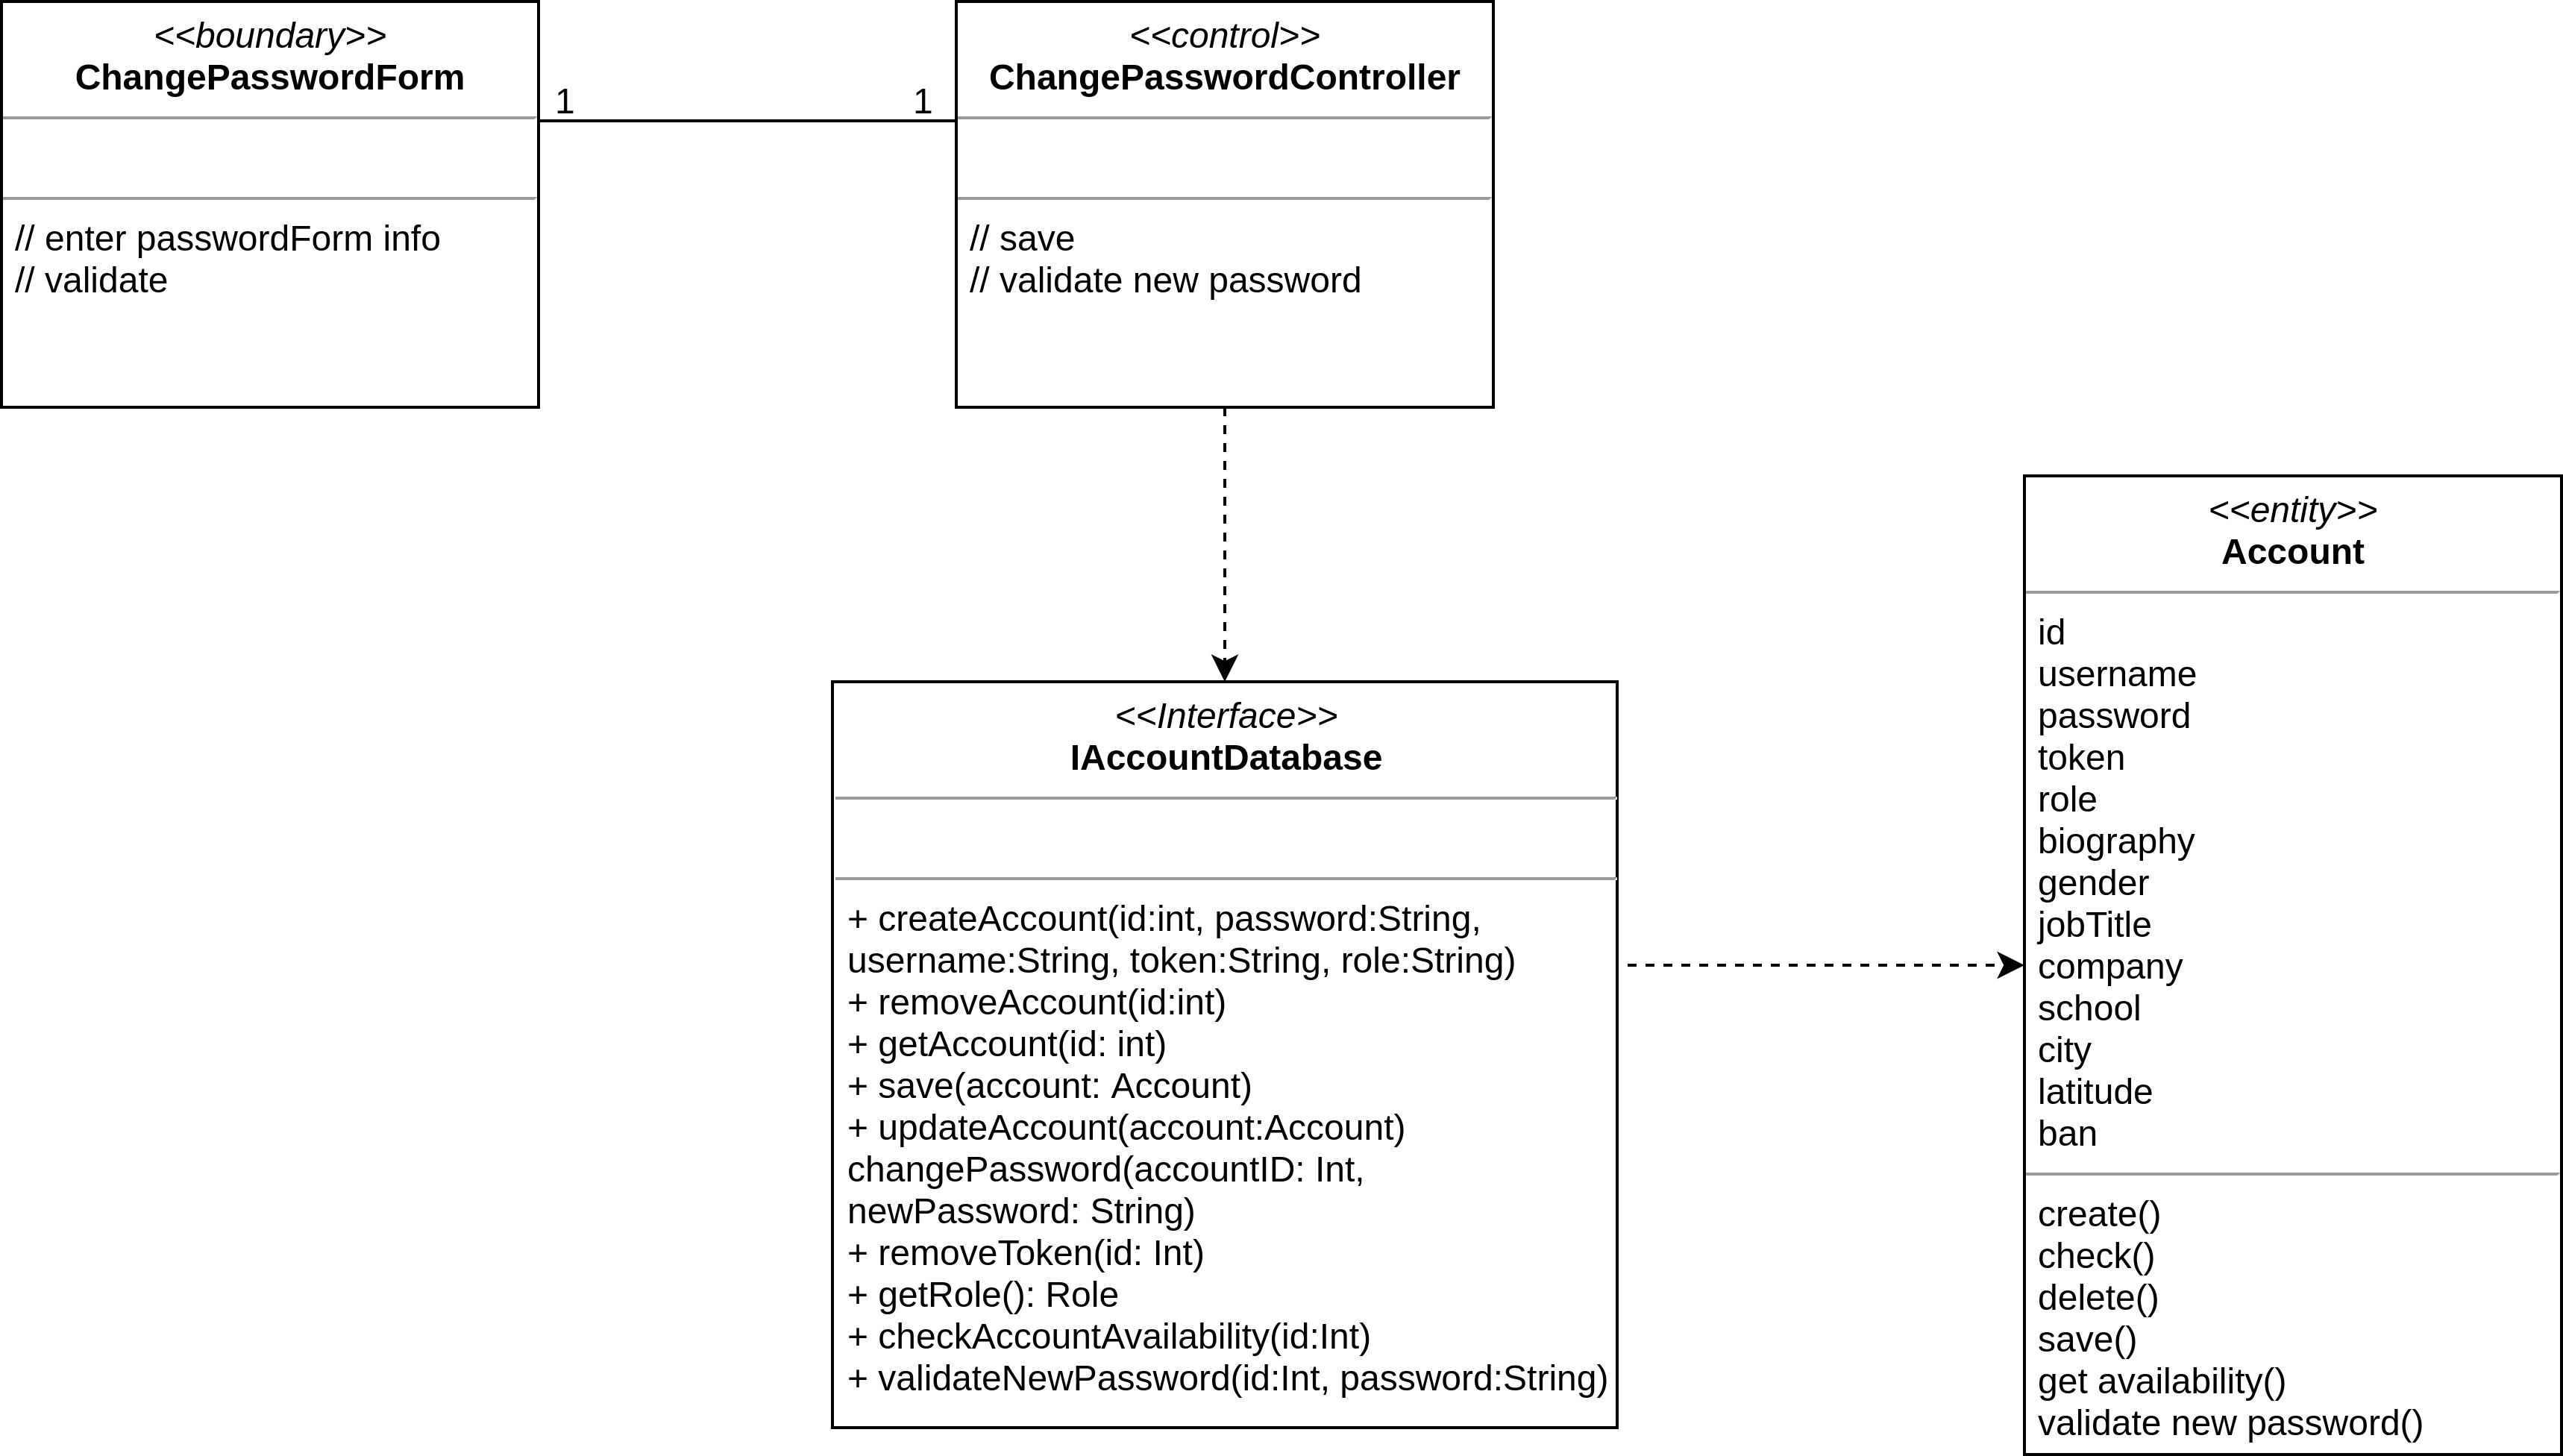 <<boundary>>
ChangePasswordForm
// enter passwordForm info
// validate
1
1
<<control>>
ChangePasswordController
// save
// validate new password
<<Interface>>
IAccountDatabase
+ createAccount(id:int, password:String,
username:String, token:String, role:String)
+ removeAccount(id:int)
+ getAccount(id: int)
+ save(account: Account)
+ updateAccount(account:Account)
changePassword(accountID: Int,
newPassword: String)
+ removeToken(id: Int)
+ getRole(): Role
+ checkAccountAvailability(id:Int)
+ validateNewPassword(id:Int, password:String)
<<entity>>
Account
id
username
password
token
role
biography
gender
jobTitle
company
school
city
latitude
ban
create()
check()
delete()
save()
get availability()
validate new password()